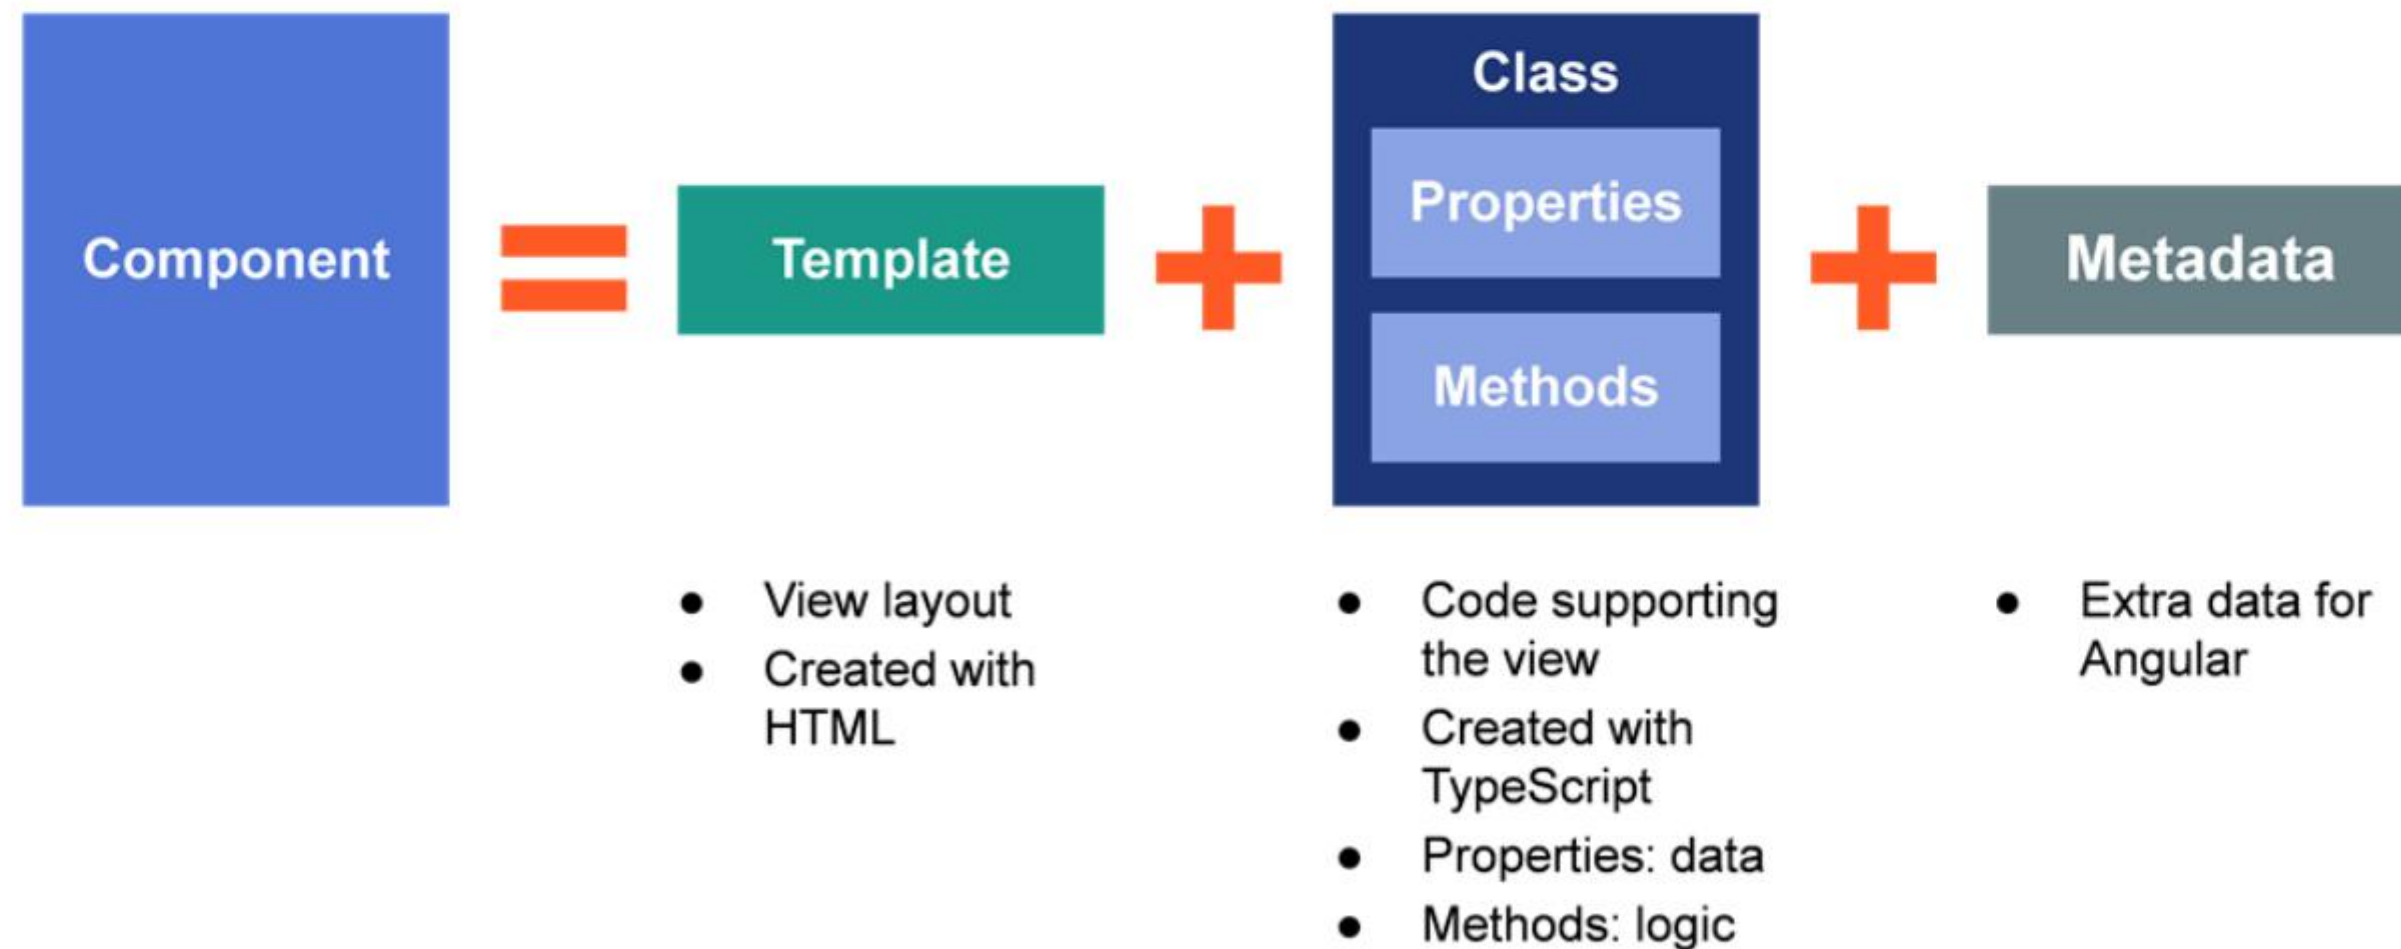 Component
Template
Class
Properties
Methods
Metadata
● View layout
● Created with
HTML
● Code supporting
the view
● Created with
TypeScript
● Properties: data
● Methods: logic
● Extra data for
Angular